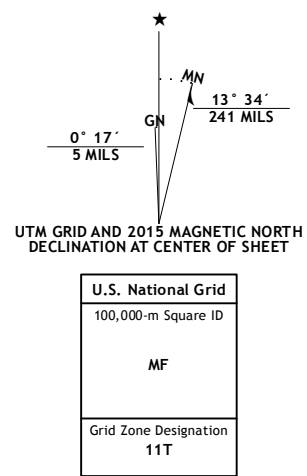 ★
MN
GN
13° 34´
241 MILS
0° 17´
5 MILS
UTM GRID AND 2015 MAGNETIC NORTH
DECLINATION AT CENTER OF SHEET
U.S. National Grid
100,000-m Square ID
MF
Grid Zone Designation
11T